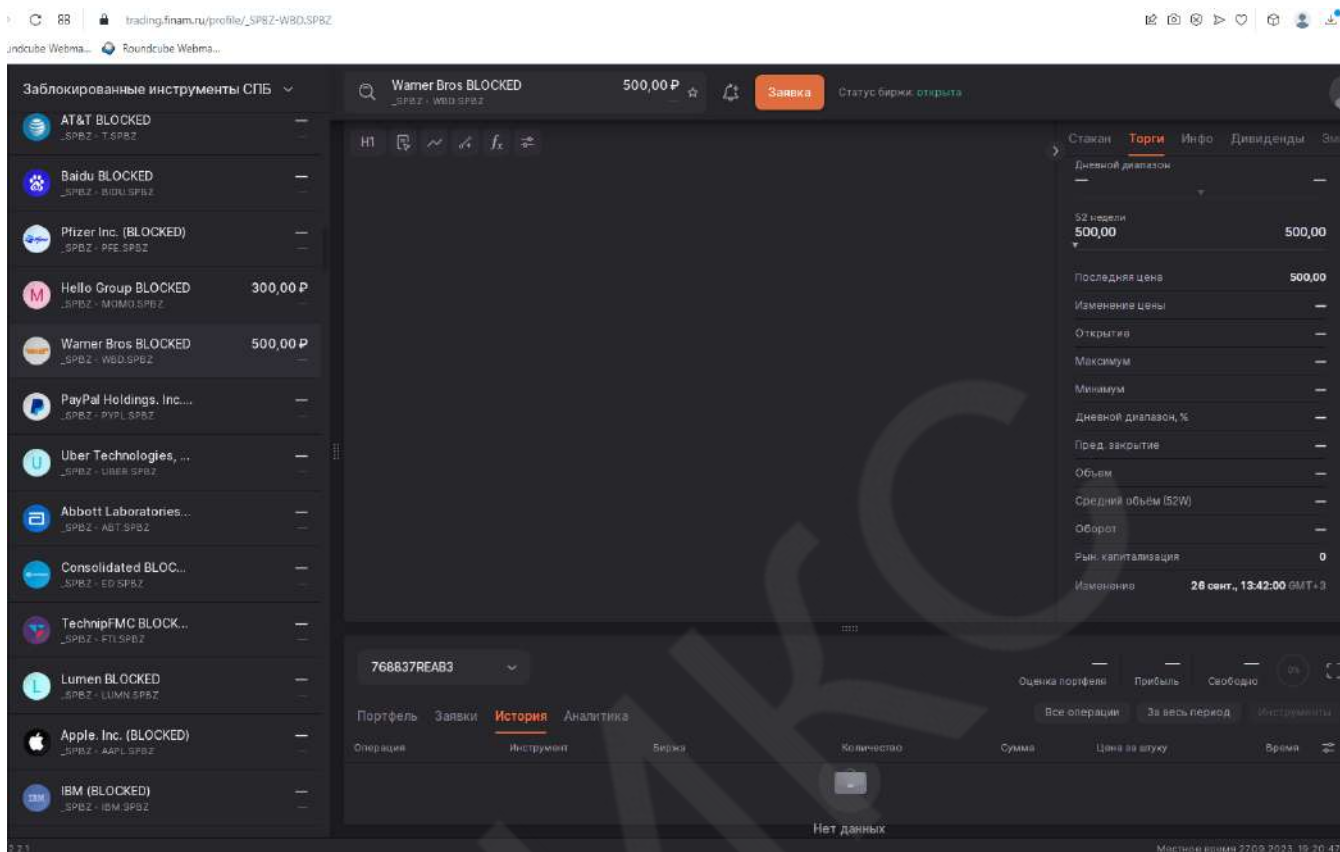 trading.finam.ru/profile/_SPBZ-WBD.SPBZ
undcube Webma... Roundcube Webma...
Заблокированные инструменты СПБ
Warner Bros BLOCKED 500,00 ₽
_SPBZ - WBD.SPBZ —
Заявка
Статус биржи: открыта
AT&T BLOCKED —
_SPBZ - T.SPBZ —
Baidu BLOCKED —
_SPBZ - BIDU.SPBZ —
Pfizer Inc. (BLOCKED) —
_SPBZ - PFE.SPBZ —
Hello Group BLOCKED 300,00 ₽
_SPBZ - MOMO.SPBZ —
Warner Bros BLOCKED 500,00 ₽
_SPBZ - WBD.SPBZ —
PayPal Holdings. Inc.... —
_SPBZ - PYPL.SPBZ —
Uber Technologies, ... —
_SPBZ - UBER.SPBZ —
Abbott Laboratories... —
_SPBZ - ABT.SPBZ —
Consolidated BLOC... —
_SPBZ - ED.SPBZ —
TechnipFMC BLOCK... —
_SPBZ - FTI.SPBZ —
Lumen BLOCKED —
_SPBZ - LUMN.SPBZ —
Apple. Inc. (BLOCKED) —
_SPBZ - AAPL.SPBZ —
IBM (BLOCKED) —
_SPBZ - IBM.SPBZ —
2.2.1
H1
Стакан Торги Инфо Дивиденды Эм
Дневной диапазон
— —
52 недели
500,00 500,00
Последняя цена 500,00
Изменение цены —
Открытие —
Максимум —
Минимум —
Дневной диапазон, % —
Пред. закрытие —
Объем —
Средний объём (52W) —
Оборот —
Рын. капитализация 0
Изменение 26 сент., 13:42:00 GMT+3
768837REAB3
Оценка портфеля Прибыль Свободно 0%
Портфель Заявки История Аналитика
Все операции За весь период Инструменты
Операция Инструмент Биржа Количество Сумма Цена за штуку Время
Нет данных
Местное время 27.09.2023, 19:20:47
ИКС